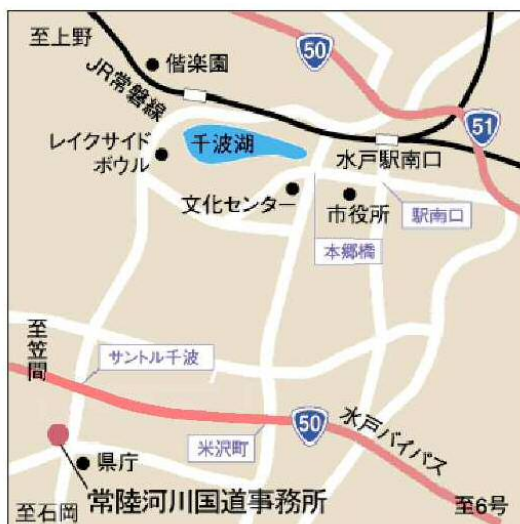 至上野
50
偕楽園
JR常磐線
51
レイクサイド
ボウル
千波湖
水戸駅南口
文化センター
市役所
駅南口
本郷橋
至笠間
サントル千波
50
水戸バイパス
米沢町
県庁
常陸河川国道事務所
至石岡
至6号